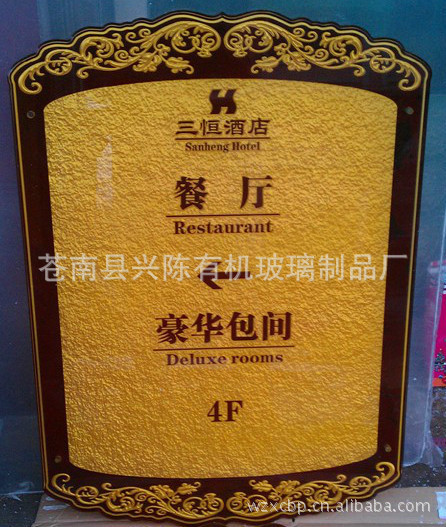 三恒酒店
Sanheng Hotel
餐厅
Restaurant
苍南县兴陈有机玻璃制品厂
豪华包间
Deluxe rooms
4F
wzxcbp.cn.alibaba.com